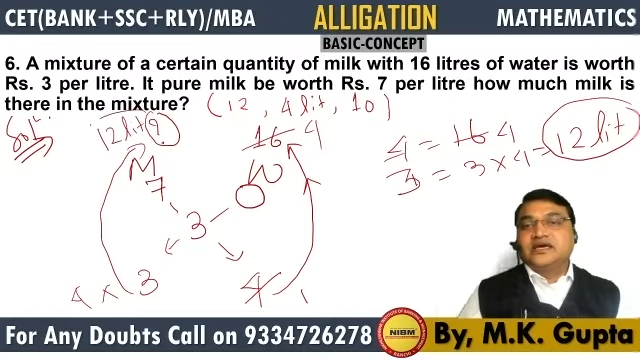 CET(BANK+SSC+RLY)/MBA ALLIGATION MATHEMATICS
BASIC-CONCEPT
6. A mixture of a certain quantity of milk with 16 litres of water is worth
Rs. 3 per litre. It pure milk be worth Rs. 7 per litre how much milk is
there in the mixture? (12, 4 lit, 10)
Sol:
12 lit ? 16 4
M W
7 0
3
4 × 3 4
4 = 16 4
3 = 3 × 4 = 12 lit
NIBM
RANCHI
For Any Doubts Call on 9334726278 By, M.K. Gupta